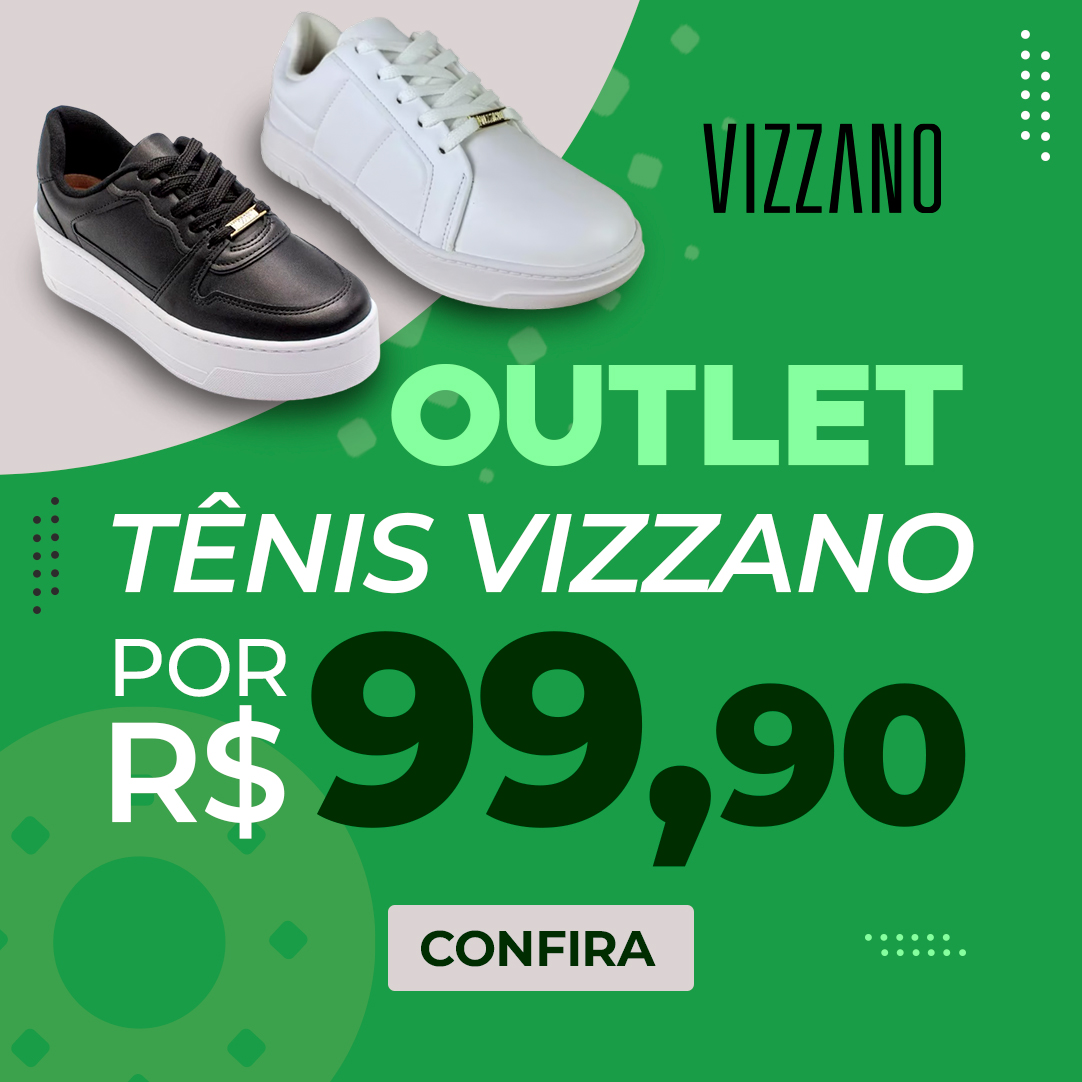 VIZZANO
OUTLET
TÊNIS VIZZANO
POR
R$ 99,90
CONFIRA